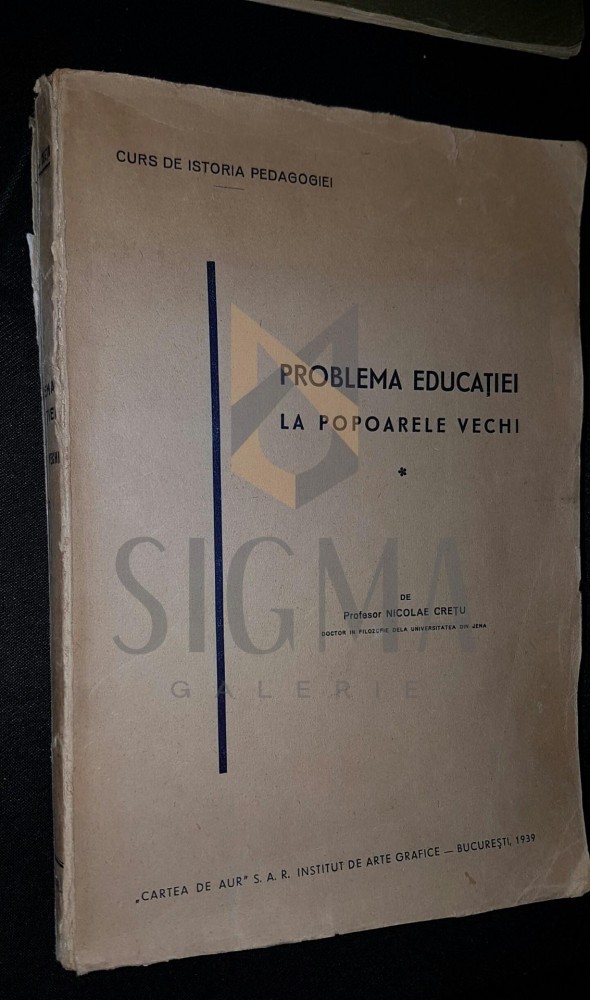 CURS DE ISTORIA PEDAGOGIEI
PROBLEMA EDUCAȚIEI
LA POPOARELE VECHI
*
DE
Profasor NICOLAE CREȚU
DOCTOR IN FILOZOFIE DELA UNIVERSITATEA DIN JENA
SIGMA
GALERIE
„CARTEA DE AUR" S. A. R. INSTITUT DE ARTE GRAFICE — BUCUREȘTI, 1939